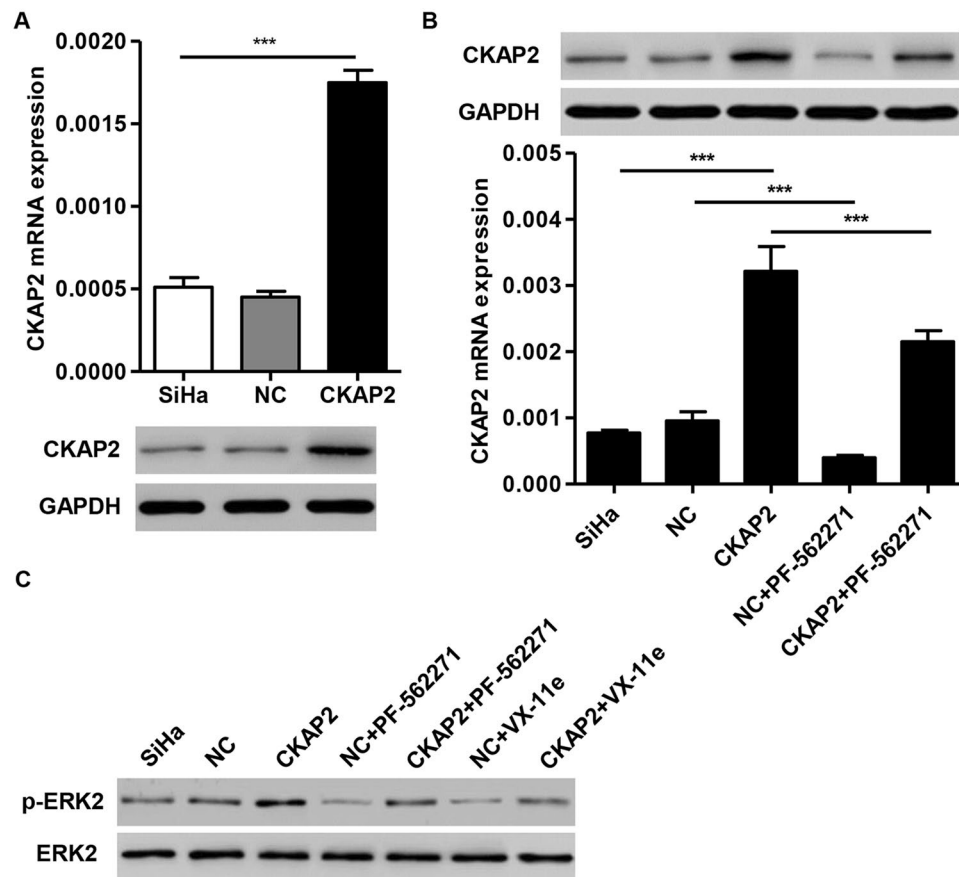 A
CKAP2 mRNA expression
0.0020
0.0015
0.0010
0.0005
0.0000
***
SiHa NC CKAP2
CKAP2
GAPDH
B
CKAP2
GAPDH
CKAP2 mRNA expression
0.005
0.004
0.003
0.002
0.001
0.000
***
***
***
SiHa
NC
CKAP2
NC+PF-562271
CKAP2+PF-562271
C
SiHa
NC
CKAP2
NC+PF-562271
CKAP2+PF-562271
NC+VX-11e
CKAP2+VX-11e
p-ERK2
ERK2